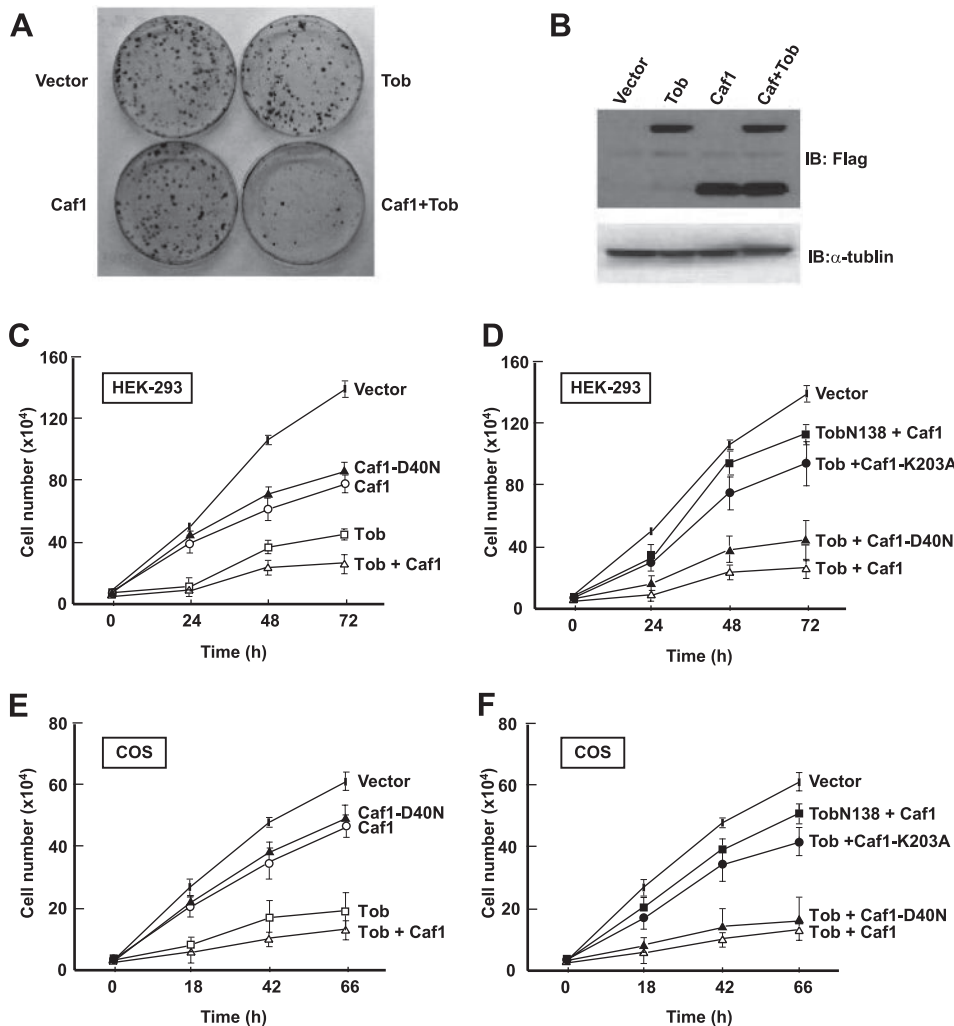 A
Vector
Tob
Caf1
Caf1+Tob
B
Vector
Tob
Caf1
Caf+Tob
IB: Flag
IB:α-tublin
C
HEK-293
Cell number (x10⁴)
160
120
80
40
0
0 24 48 72
Time (h)
Vector
Caf1-D40N
Caf1
Tob
Tob + Caf1
D
HEK-293
Cell number (x10⁴)
160
120
80
40
0
0 24 48 72
Time (h)
Vector
TobN138 + Caf1
Tob +Caf1-K203A
Tob + Caf1-D40N
Tob + Caf1
E
COS
Cell number (x10⁴)
80
60
40
20
0
0 18 42 66
Time (h)
Vector
Caf1-D40N
Caf1
Tob
Tob + Caf1
F
COS
Cell number (x10⁴)
80
60
40
20
0
0 18 42 66
Time (h)
Vector
TobN138 + Caf1
Tob +Caf1-K203A
Tob + Caf1-D40N
Tob + Caf1